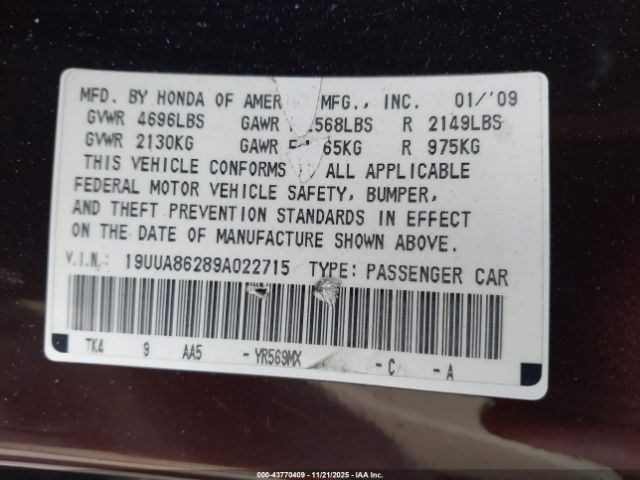 MFD. BY HONDA OF AMER MFG., INC. 01/'09
GVWR 4696LBS GAWR 2568LBS R 2149LBS
GVWR 2130KG GAWR 65KG R 975KG
THIS VEHICLE CONFORMS ALL APPLICABLE
FEDERAL MOTOR VEHICLE SAFETY, BUMPER,
AND THEFT PREVENTION STANDARDS IN EFFECT
ON THE DATE OF MANUFACTURE SHOWN ABOVE.
V.I.N.: 19UUA86289A022715 TYPE: PASSENGER CAR
TK4 9 AA5 - YR569MX - C - A
000-43770409 - 11/21/2025 - IAA Inc.